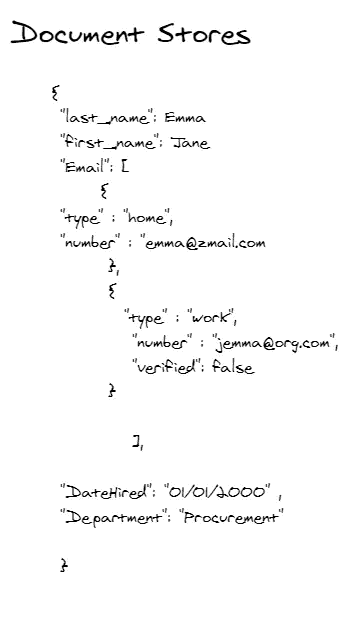 Document Stores
{
"last_name": Emma
"first_name": Jane
"Email": [
{
"type" : "home",
"number" : "emma@zmail.com
},
{
"type" : "work",
"number" : "jemma@org.com",
"verified": false
}
],
"DateHired": "01/01/2000" ,
"Department": "Procurement"
}